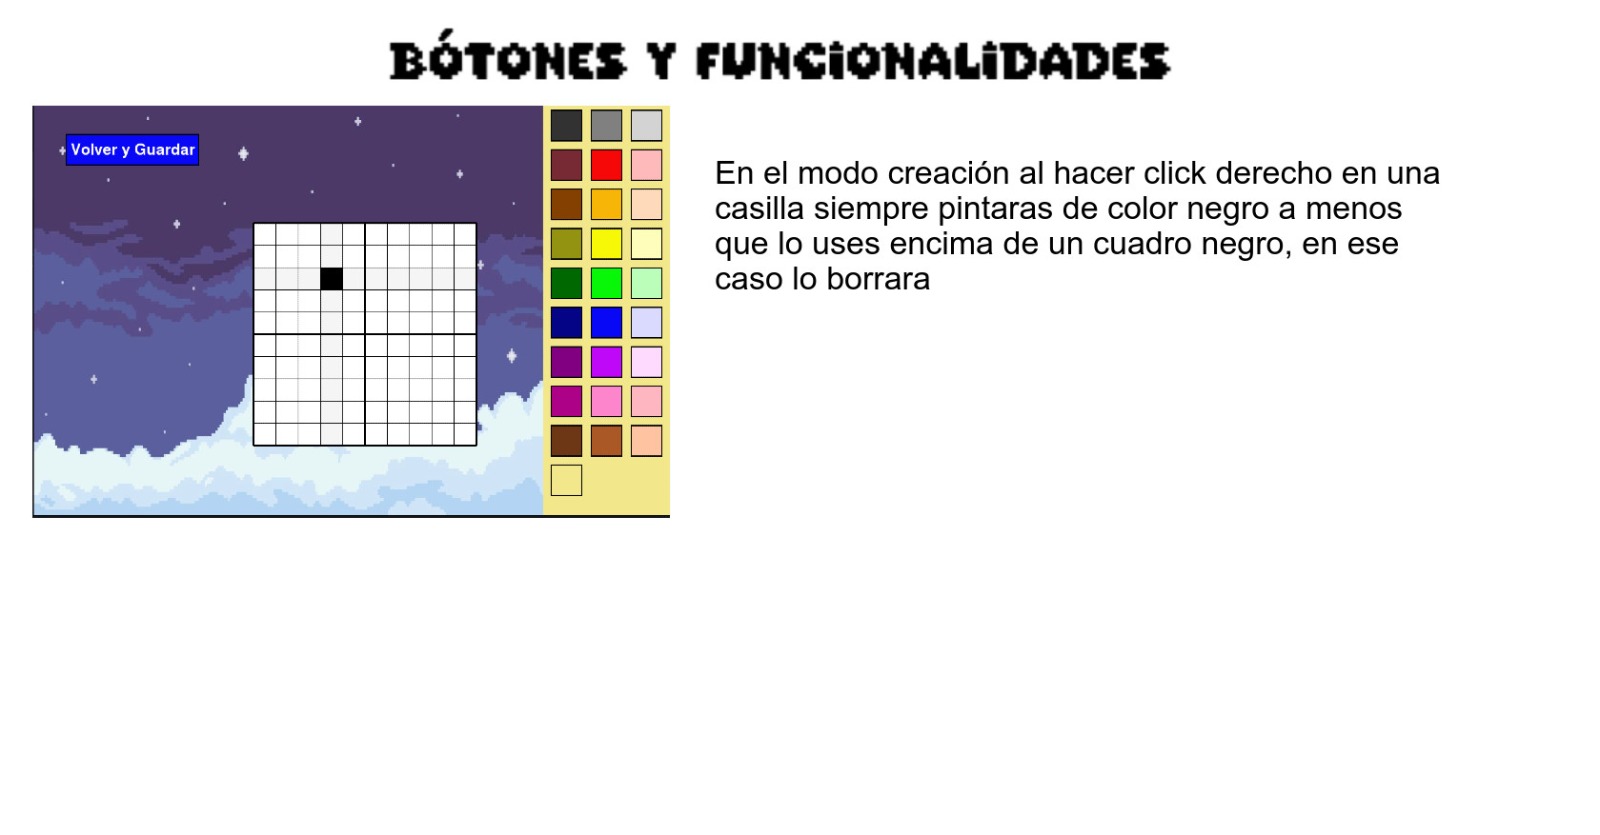 BÓTONES Y FUNCIONALIDADES
Volver y Guardar
En el modo creación al hacer click derecho en una
casilla siempre pintaras de color negro a menos
que lo uses encima de un cuadro negro, en ese
caso lo borrara